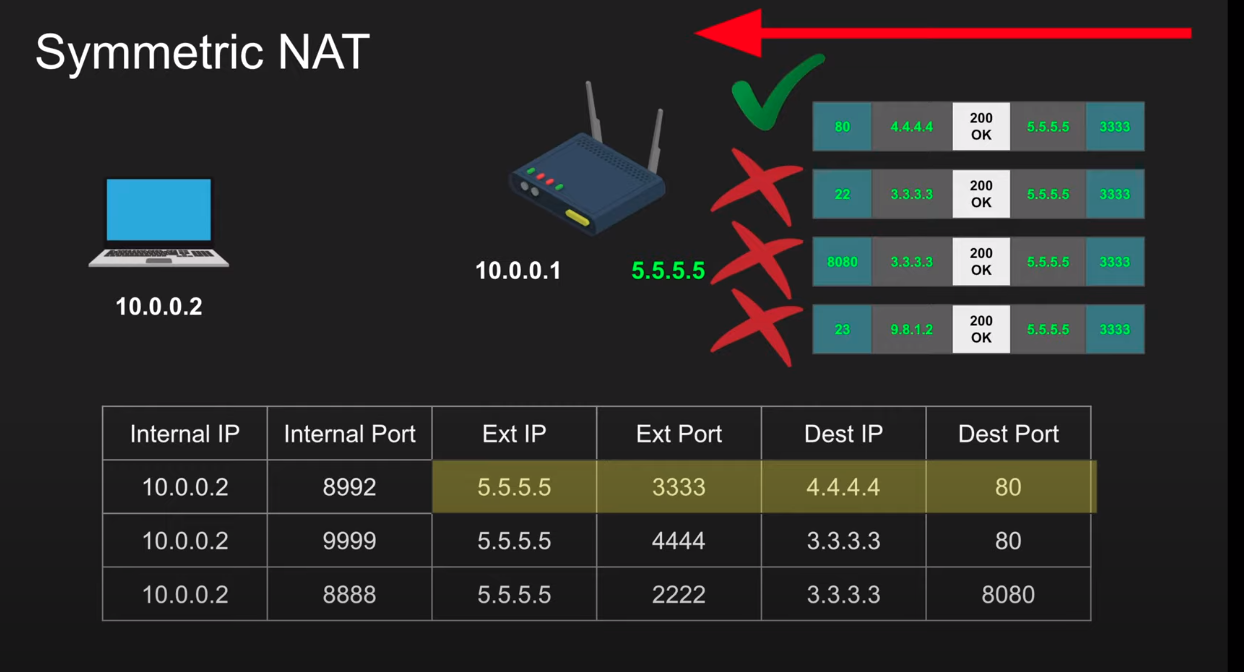 Symmetric NAT
80 4.4.4.4 200 OK 5.5.5.5 3333
22 3.3.3.3 200 OK 5.5.5.5 3333
8080 3.3.3.3 200 OK 5.5.5.5 3333
23 9.8.1.2 200 OK 5.5.5.5 3333
10.0.0.1 5.5.5.5
10.0.0.2
Internal IP Internal Port Ext IP Ext Port Dest IP Dest Port
10.0.0.2 8992 5.5.5.5 3333 4.4.4.4 80
10.0.0.2 9999 5.5.5.5 4444 3.3.3.3 80
10.0.0.2 8888 5.5.5.5 2222 3.3.3.3 8080